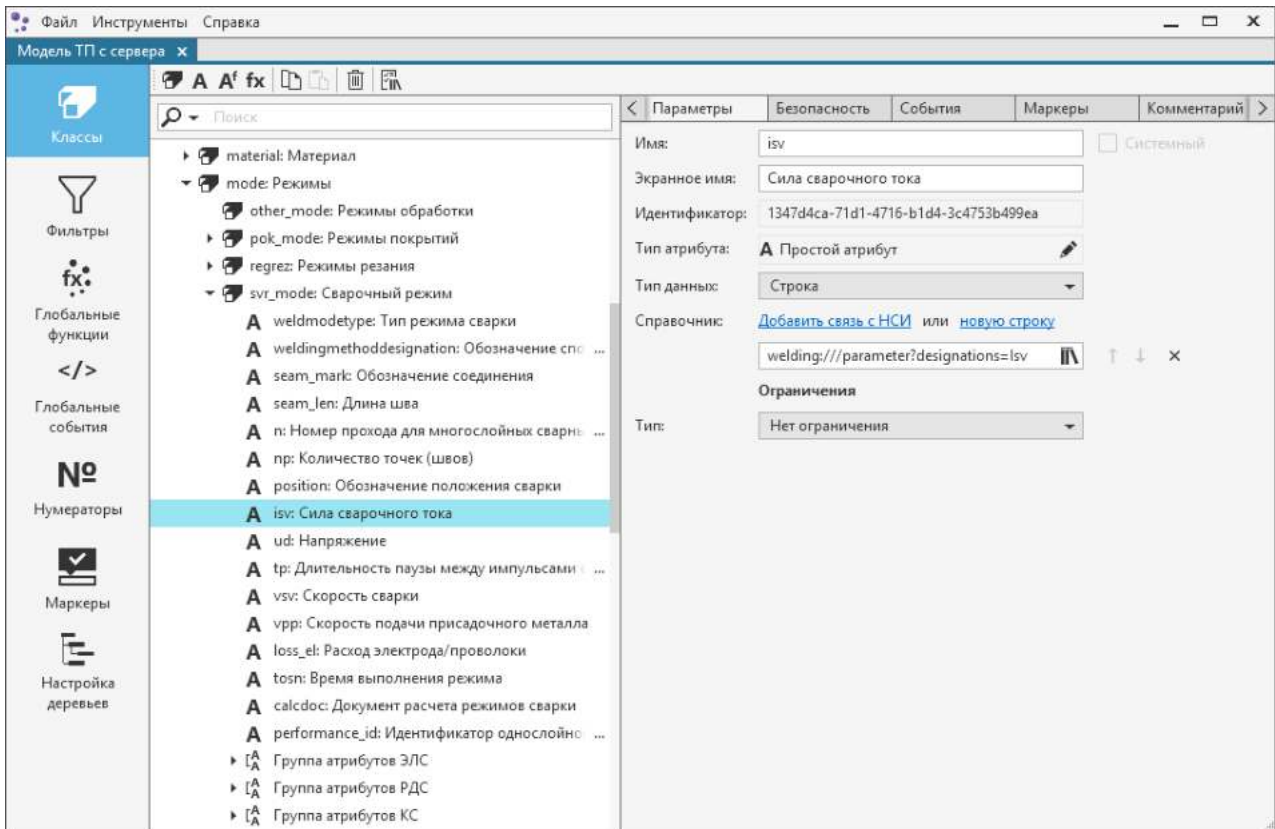 Файл Инструменты Справка
Модель ТП с сервера
Классы
Фильтры
Глобальные
функции
Глобальные
события
Нумераторы
Маркеры
Настройка
деревьев
Поиск
material: Материал
mode: Режимы
other_mode: Режимы обработки
pok_mode: Режимы покрытий
regrez: Режимы резания
svr_mode: Сварочный режим
weldmodetype: Тип режима сварки
weldingmethoddesignation: Обозначение спо ...
seam_mark: Обозначение соединения
seam_len: Длина шва
n: Номер прохода для многослойных сварн ...
np: Количество точек (швов)
position: Обозначение положения сварки
isv: Сила сварочного тока
ud: Напряжение
tp: Длительность паузы между импульсами ...
vsv: Скорость сварки
vpp: Скорость подачи присадочного металла
loss_el: Расход электрода/проволоки
tosn: Время выполнения режима
calcdoc: Документ расчета режимов сварки
performance_id: Идентификатор однослойно ...
Группа атрибутов ЭЛС
Группа атрибутов РДС
Группа атрибутов КС
Параметры Безопасность События Маркеры Комментарий
Имя: isv Системный
Экранное имя: Сила сварочного тока
Идентификатор: 1347d4ca-71d1-4716-b1d4-3c4753b499ea
Тип атрибута: A Простой атрибут
Тип данных: Строка
Справочник: Добавить связь с НСИ или новую строку
welding:///parameter?designations=Isv
Ограничения
Тип: Нет ограничения